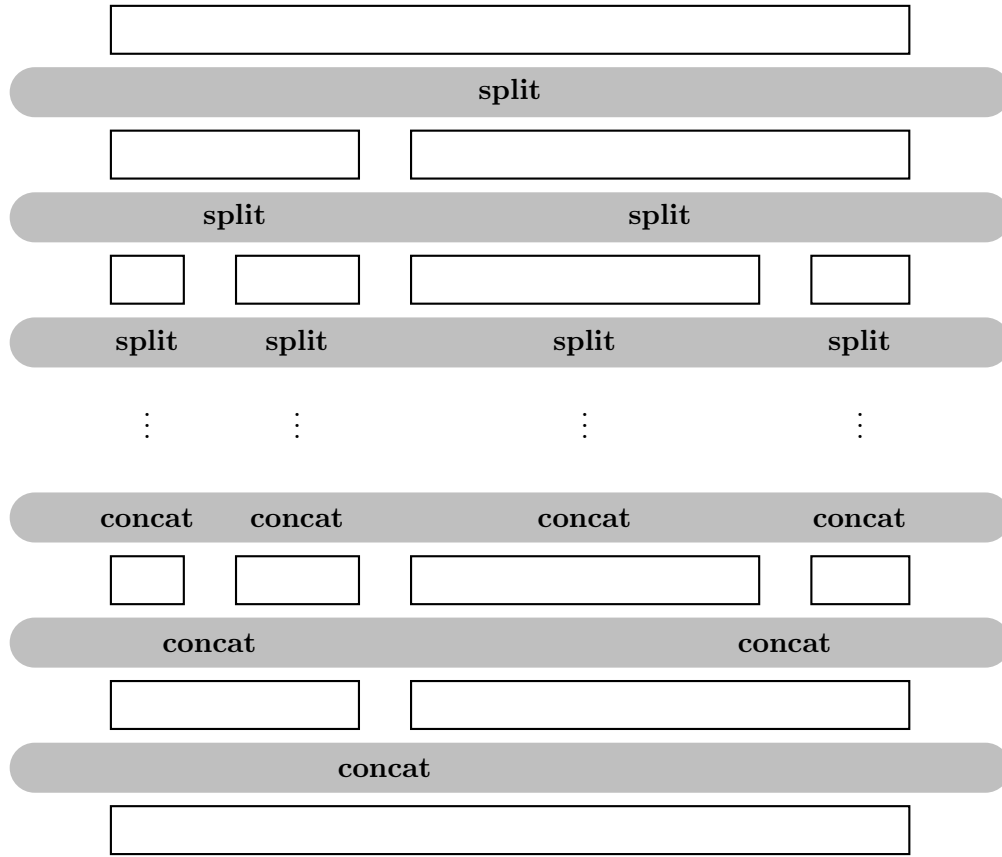 split
split split
split split split split
⋮ ⋮ ⋮ ⋮
concat concat concat concat
concat concat
concat